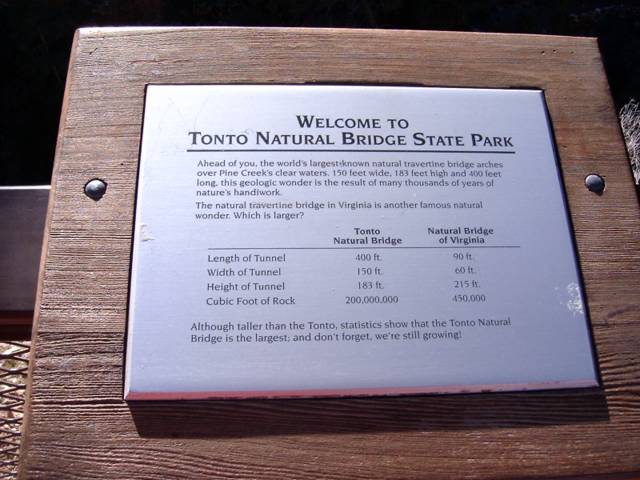 WELCOME TO
TONTO NATURAL BRIDGE STATE PARK
Ahead of you, the world's largest known natural travertine bridge arches
over Pine Creek's clear waters. 150 feet wide, 183 feet high and 400 feet
long, this geologic wonder is the result of many thousands of years of
nature's handiwork.
The natural travertine bridge in Virginia is another famous natural
wonder. Which is larger?
Tonto Natural Bridge
Natural Bridge of Virginia
Length of Tunnel 400 ft. 90 ft.
Width of Tunnel 150 ft. 60 ft.
Height of Tunnel 183 ft. 215 ft.
Cubic Foot of Rock 200,000,000 450,000
Although taller than the Tonto, statistics show that the Tonto Natural
Bridge is the largest; and don't forget, we're still growing!